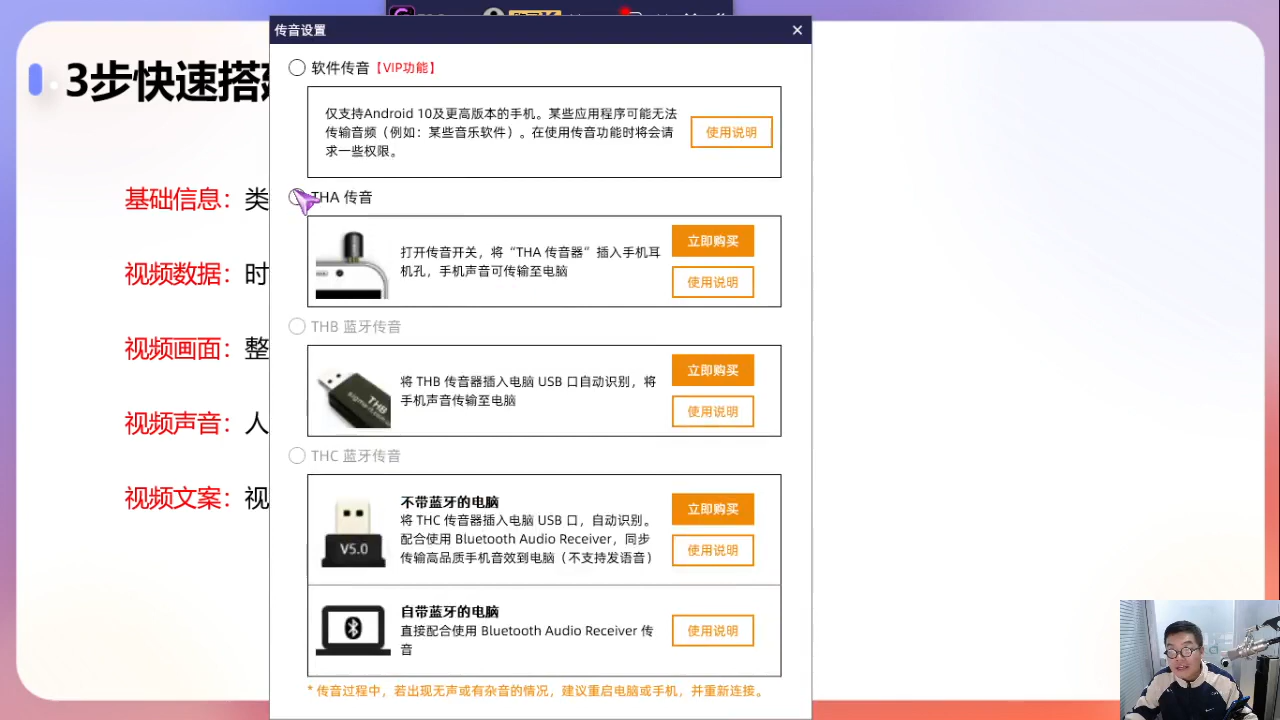 传音设置
3步快速搭
软件传音【VIP功能】
仅支持Android 10及更高版本的手机。某些应用程序可能无法
传输音频（例如：某些音乐软件）。在使用传音功能时将会请
求一些权限。
使用说明
基础信息：类
THA 传音
打开传音开关，将“THA 传音器”插入手机耳
机孔，手机声音可传输至电脑
立即购买
使用说明
视频数据：时
THB 蓝牙传音
视频画面：整
THB
将 THB 传音器插入电脑 USB 口自动识别，将
手机声音传输至电脑
立即购买
使用说明
视频声音：人
THC 蓝牙传音
视频文案：视
V5.0
不带蓝牙的电脑
将 THC 传音器插入电脑 USB 口，自动识别。
配合使用 Bluetooth Audio Receiver，同步
传输高品质手机音效到电脑（不支持发语音）
立即购买
使用说明
自带蓝牙的电脑
直接配合使用 Bluetooth Audio Receiver 传
音
使用说明
* 传音过程中，若出现无声或有杂音的情况，建议重启电脑或手机，并重新连接。